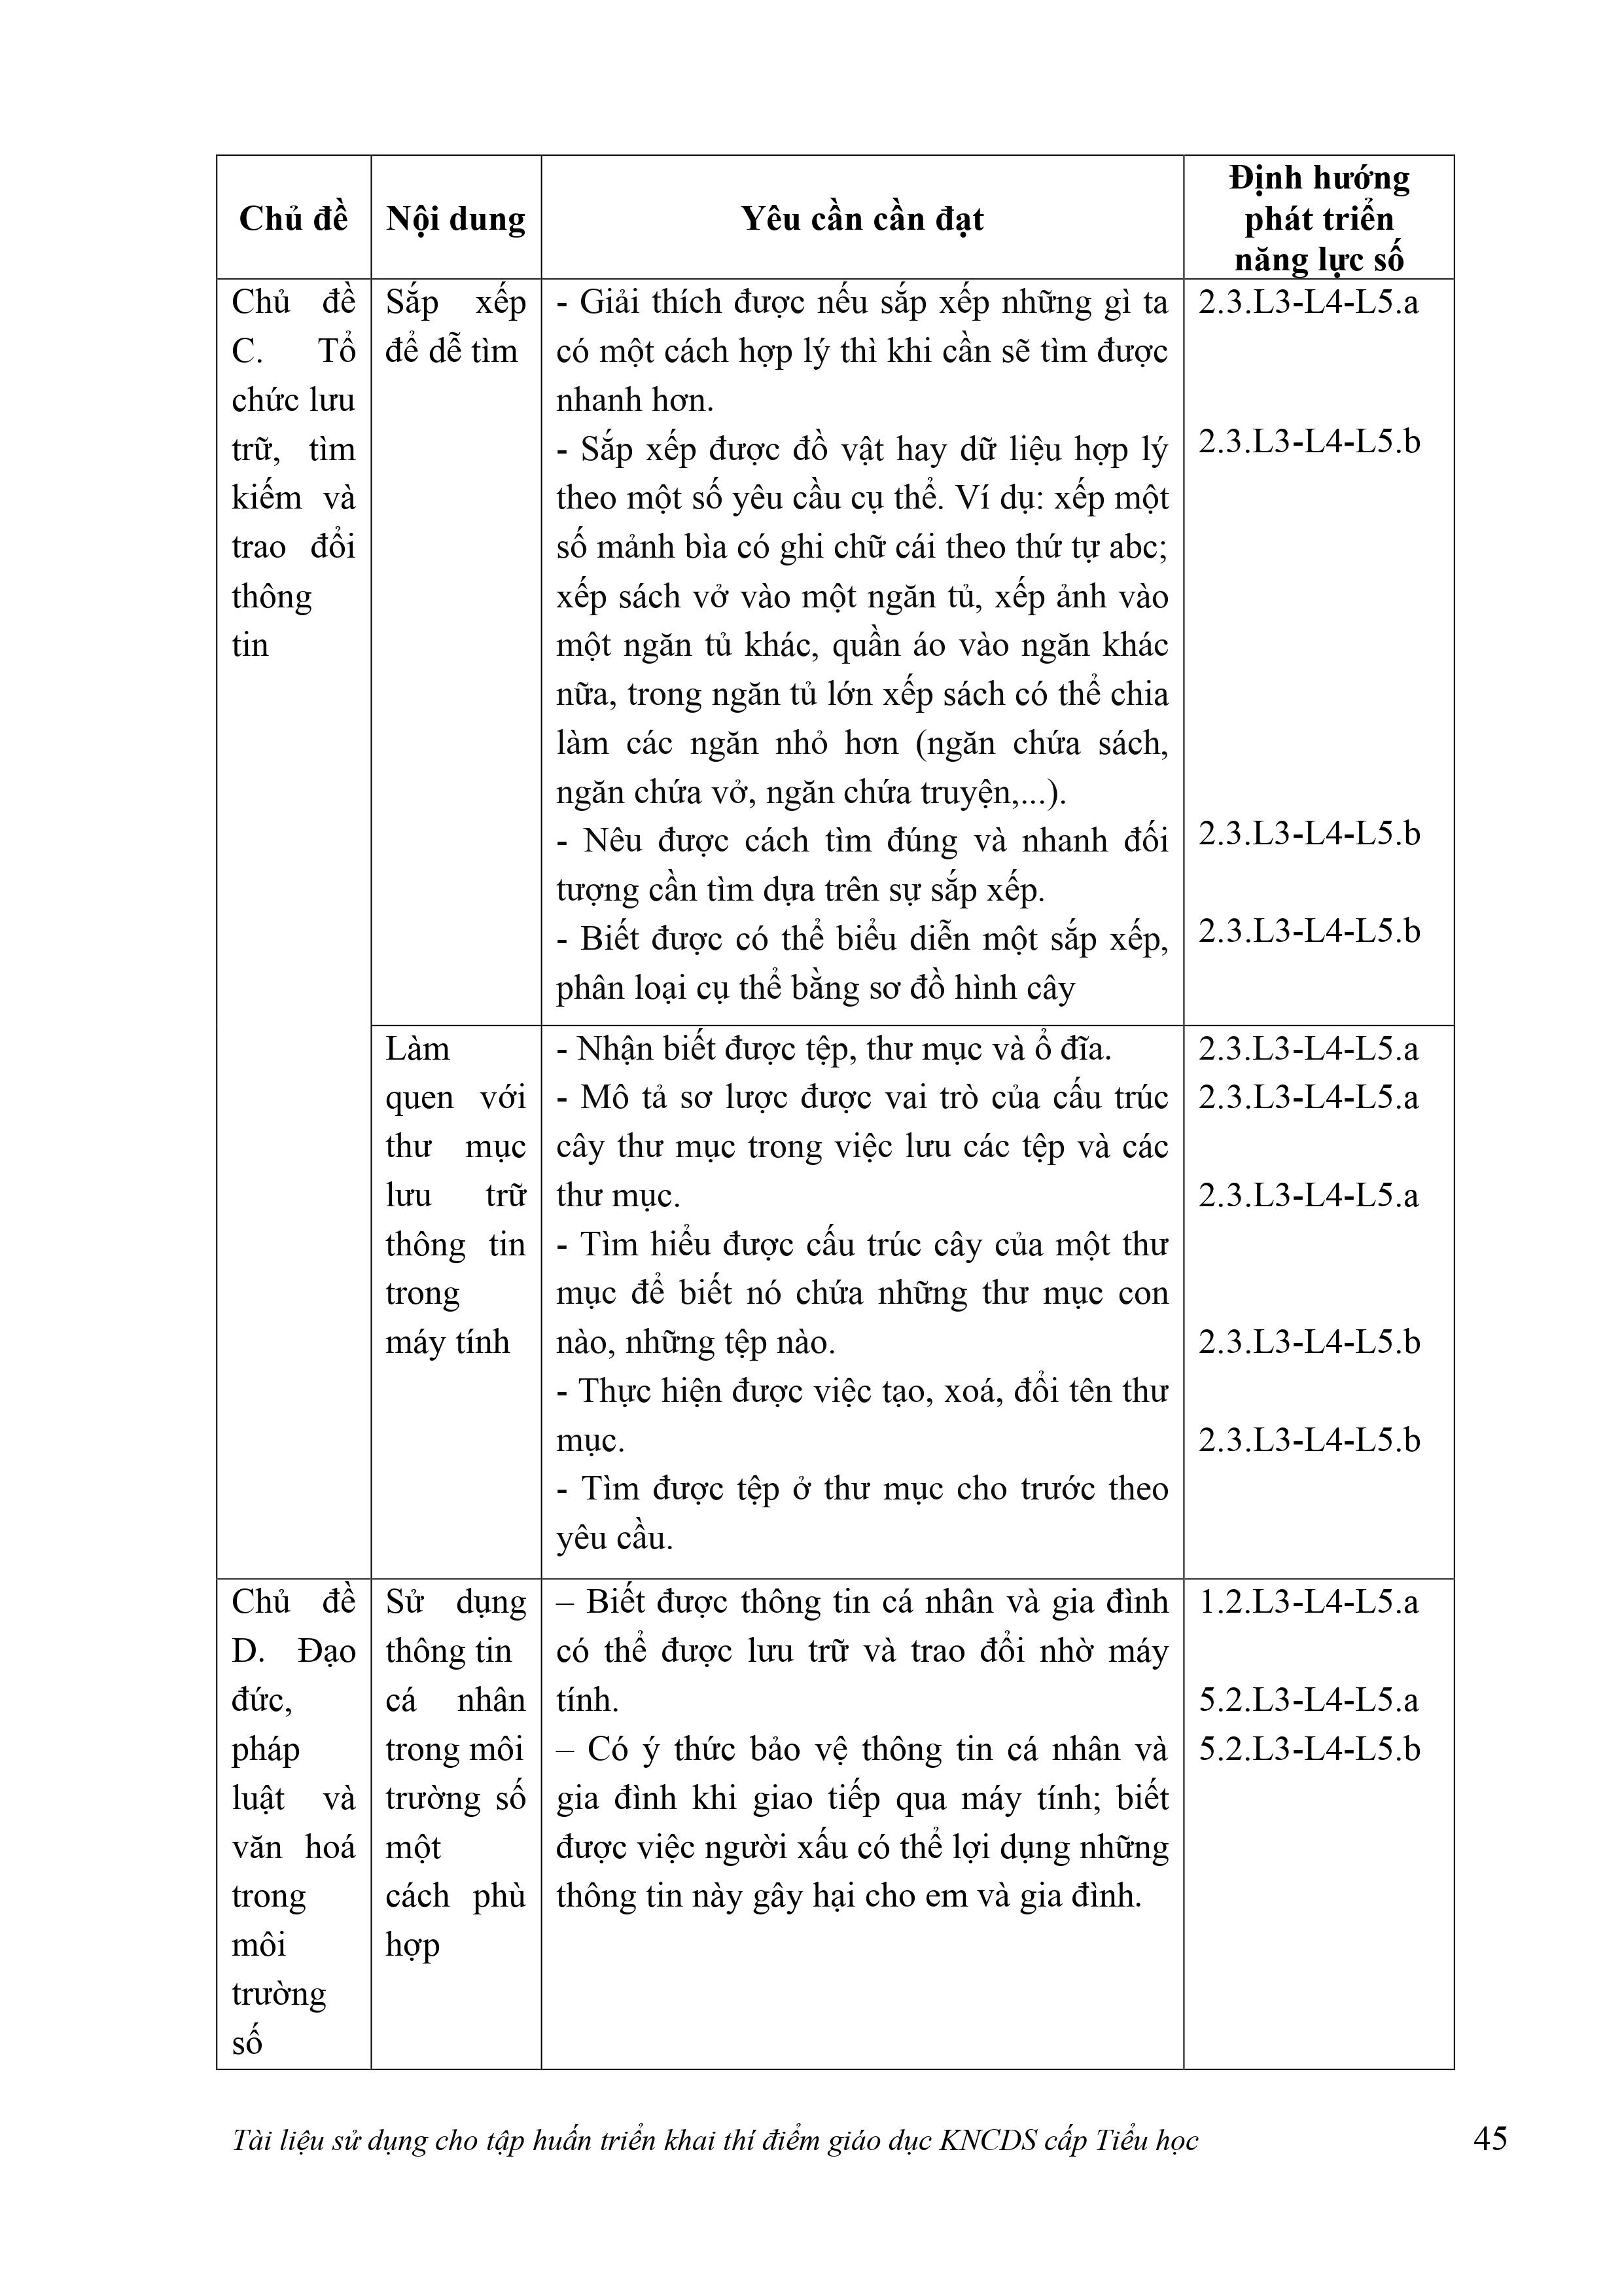 Chủ đề
Nội dung
Yêu cần cần đạt
Định hướng
phát triển
năng lực số
Chủ đề
C. Tổ
chức lưu
trữ, tìm
kiếm và
trao đổi
thông
tin
Sắp xếp
để dễ tìm
- Giải thích được nếu sắp xếp những gì ta
có một cách hợp lý thì khi cần sẽ tìm được
nhanh hơn.
- Sắp xếp được đồ vật hay dữ liệu hợp lý
theo một số yêu cầu cụ thể. Ví dụ: xếp một
số mảnh bìa có ghi chữ cái theo thứ tự abc;
xếp sách vở vào một ngăn tủ, xếp ảnh vào
một ngăn tủ khác, quần áo vào ngăn khác
nữa, trong ngăn tủ lớn xếp sách có thể chia
làm các ngăn nhỏ hơn (ngăn chứa sách,
ngăn chứa vở, ngăn chứa truyện,...).
- Nêu được cách tìm đúng và nhanh đối
tượng cần tìm dựa trên sự sắp xếp.
- Biết được có thể biểu diễn một sắp xếp,
phân loại cụ thể bằng sơ đồ hình cây
2.3.L3-L4-L5.a
2.3.L3-L4-L5.b
2.3.L3-L4-L5.b
2.3.L3-L4-L5.b
Làm
quen với
thư mục
lưu trữ
thông tin
trong
máy tính
- Nhận biết được tệp, thư mục và ổ đĩa.
- Mô tả sơ lược được vai trò của cấu trúc
cây thư mục trong việc lưu các tệp và các
thư mục.
- Tìm hiểu được cấu trúc cây của một thư
mục để biết nó chứa những thư mục con
nào, những tệp nào.
- Thực hiện được việc tạo, xoá, đổi tên thư
mục.
- Tìm được tệp ở thư mục cho trước theo
yêu cầu.
2.3.L3-L4-L5.a
2.3.L3-L4-L5.a
2.3.L3-L4-L5.a
2.3.L3-L4-L5.b
2.3.L3-L4-L5.b
Chủ đề
D. Đạo
đức,
pháp
luật và
văn hoá
trong
môi
trường
số
Sử dụng
thông tin
cá nhân
trong môi
trường số
một
cách phù
hợp
– Biết được thông tin cá nhân và gia đình
có thể được lưu trữ và trao đổi nhờ máy
tính.
– Có ý thức bảo vệ thông tin cá nhân và
gia đình khi giao tiếp qua máy tính; biết
được việc người xấu có thể lợi dụng những
thông tin này gây hại cho em và gia đình.
1.2.L3-L4-L5.a
5.2.L3-L4-L5.a
5.2.L3-L4-L5.b
Tài liệu sử dụng cho tập huấn triển khai thí điểm giáo dục KNCDS cấp Tiểu học
45